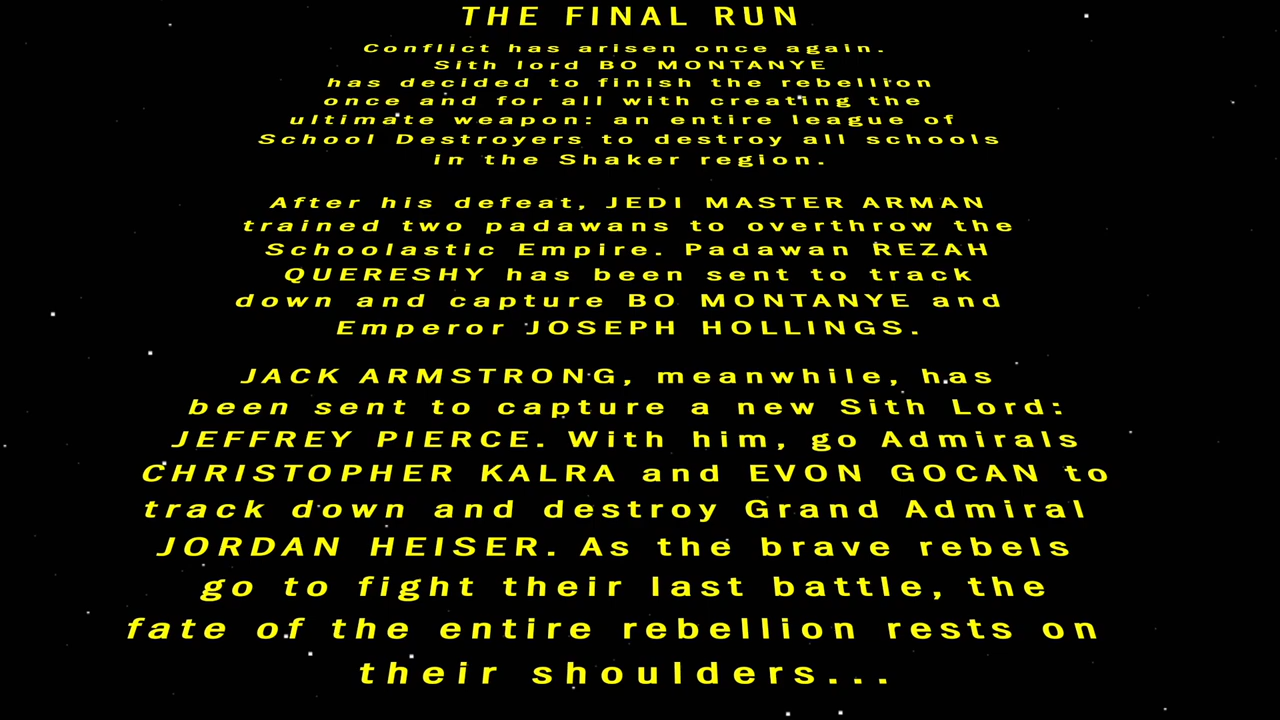 THE FINAL RUN
Conflict has arisen once again.
Sith lord BO MONTANYE
has decided to finish the rebellion
once and for all with creating the
ultimate weapon: an entire league of
School Destroyers to destroy all schools
in the Shaker region.
After his defeat, JEDI MASTER ARMAN
trained two padawans to overthrow the
Schoolastic Empire. Padawan REZAH
QUERESHY has been sent to track
down and capture BO MONTANYE and
Emperor JOSEPH HOLLINGS.
JACK ARMSTRONG, meanwhile, has
been sent to capture a new Sith Lord:
JEFFREY PIERCE. With him, go Admirals
CHRISTOPHER KALRA and EVON GOCAN to
track down and destroy Grand Admiral
JORDAN HEISER. As the brave rebels
go to fight their last battle, the
fate of the entire rebellion rests on
their shoulders...